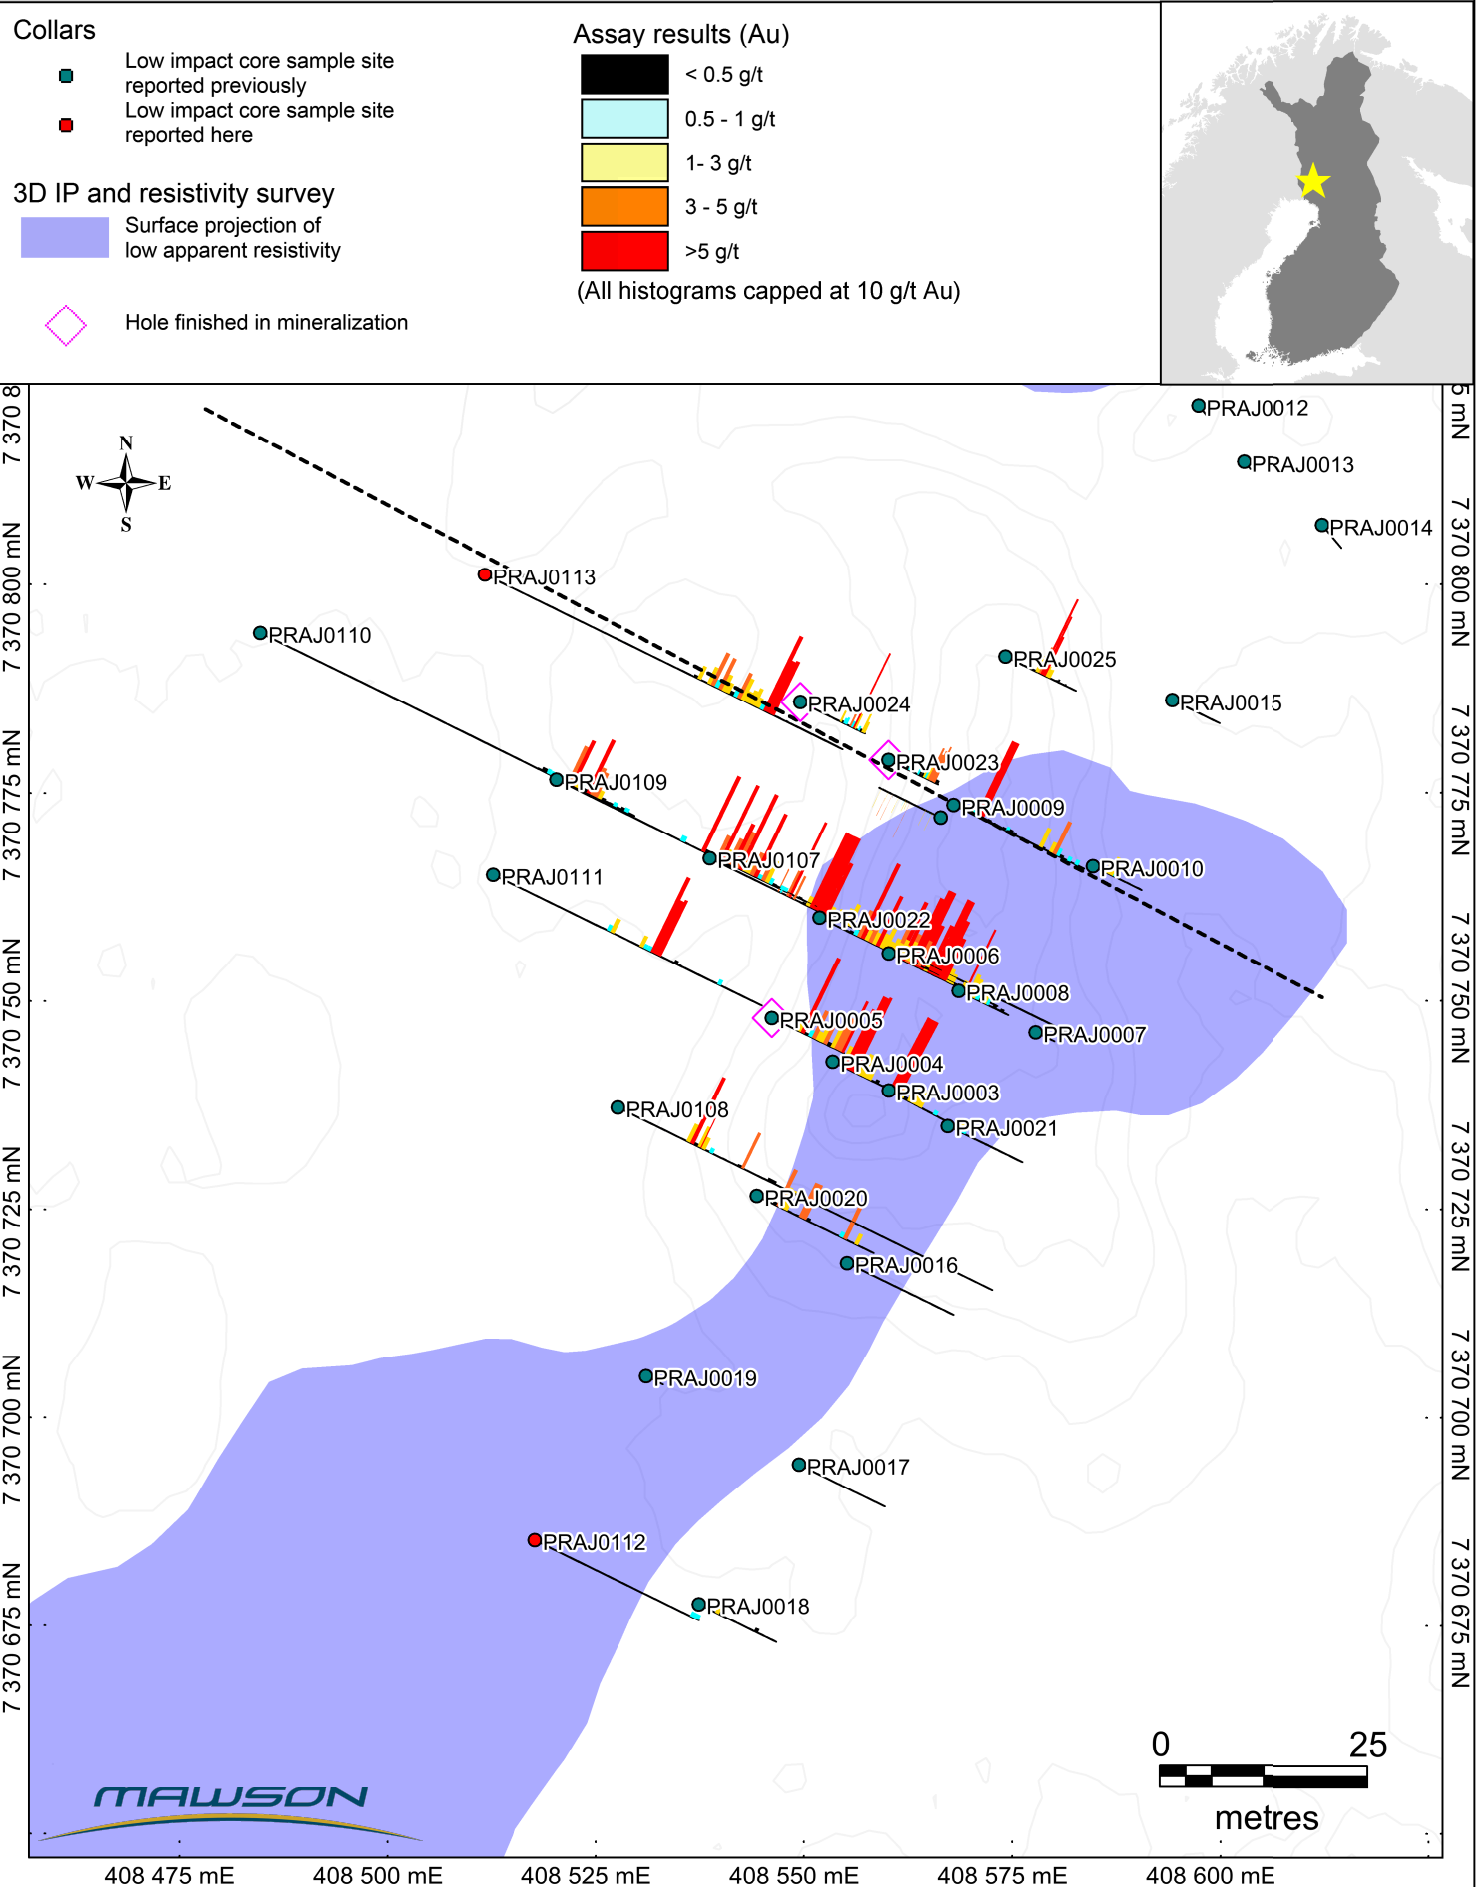 Collars
Low impact core sample site
reported previously
Low impact core sample site
reported here
3D IP and resistivity survey
Surface projection of
low apparent resistivity
Hole finished in mineralization
Assay results (Au)
< 0.5 g/t
0.5 - 1 g/t
1- 3 g/t
3 - 5 g/t
>5 g/t
(All histograms capped at 10 g/t Au)
N
W E
S
PRAJ0012
PRAJ0013
PRAJ0014
PRAJ0113
PRAJ0110
PRAJ0025
PRAJ0015
PRAJ0024
PRAJ0023
PRAJ0109
PRAJ0009
PRAJ0107
PRAJ0010
PRAJ0111
PRAJ0022
PRAJ0006
PRAJ0008
PRAJ0005
PRAJ0007
PRAJ0004
PRAJ0003
PRAJ0108
PRAJ0021
PRAJ0020
PRAJ0016
PRAJ0019
PRAJ0017
PRAJ0112
PRAJ0018
7 370 8
7 370 800 mN
7 370 775 mN
7 370 750 mN
7 370 725 mN
7 370 700 mN
7 370 675 mN
5 mN
7 370 800 mN
7 370 775 mN
7 370 750 mN
7 370 725 mN
7 370 700 mN
7 370 675 mN
0 25
metres
MAWSON
408 475 mE 408 500 mE 408 525 mE 408 550 mE 408 575 mE 408 600 mE